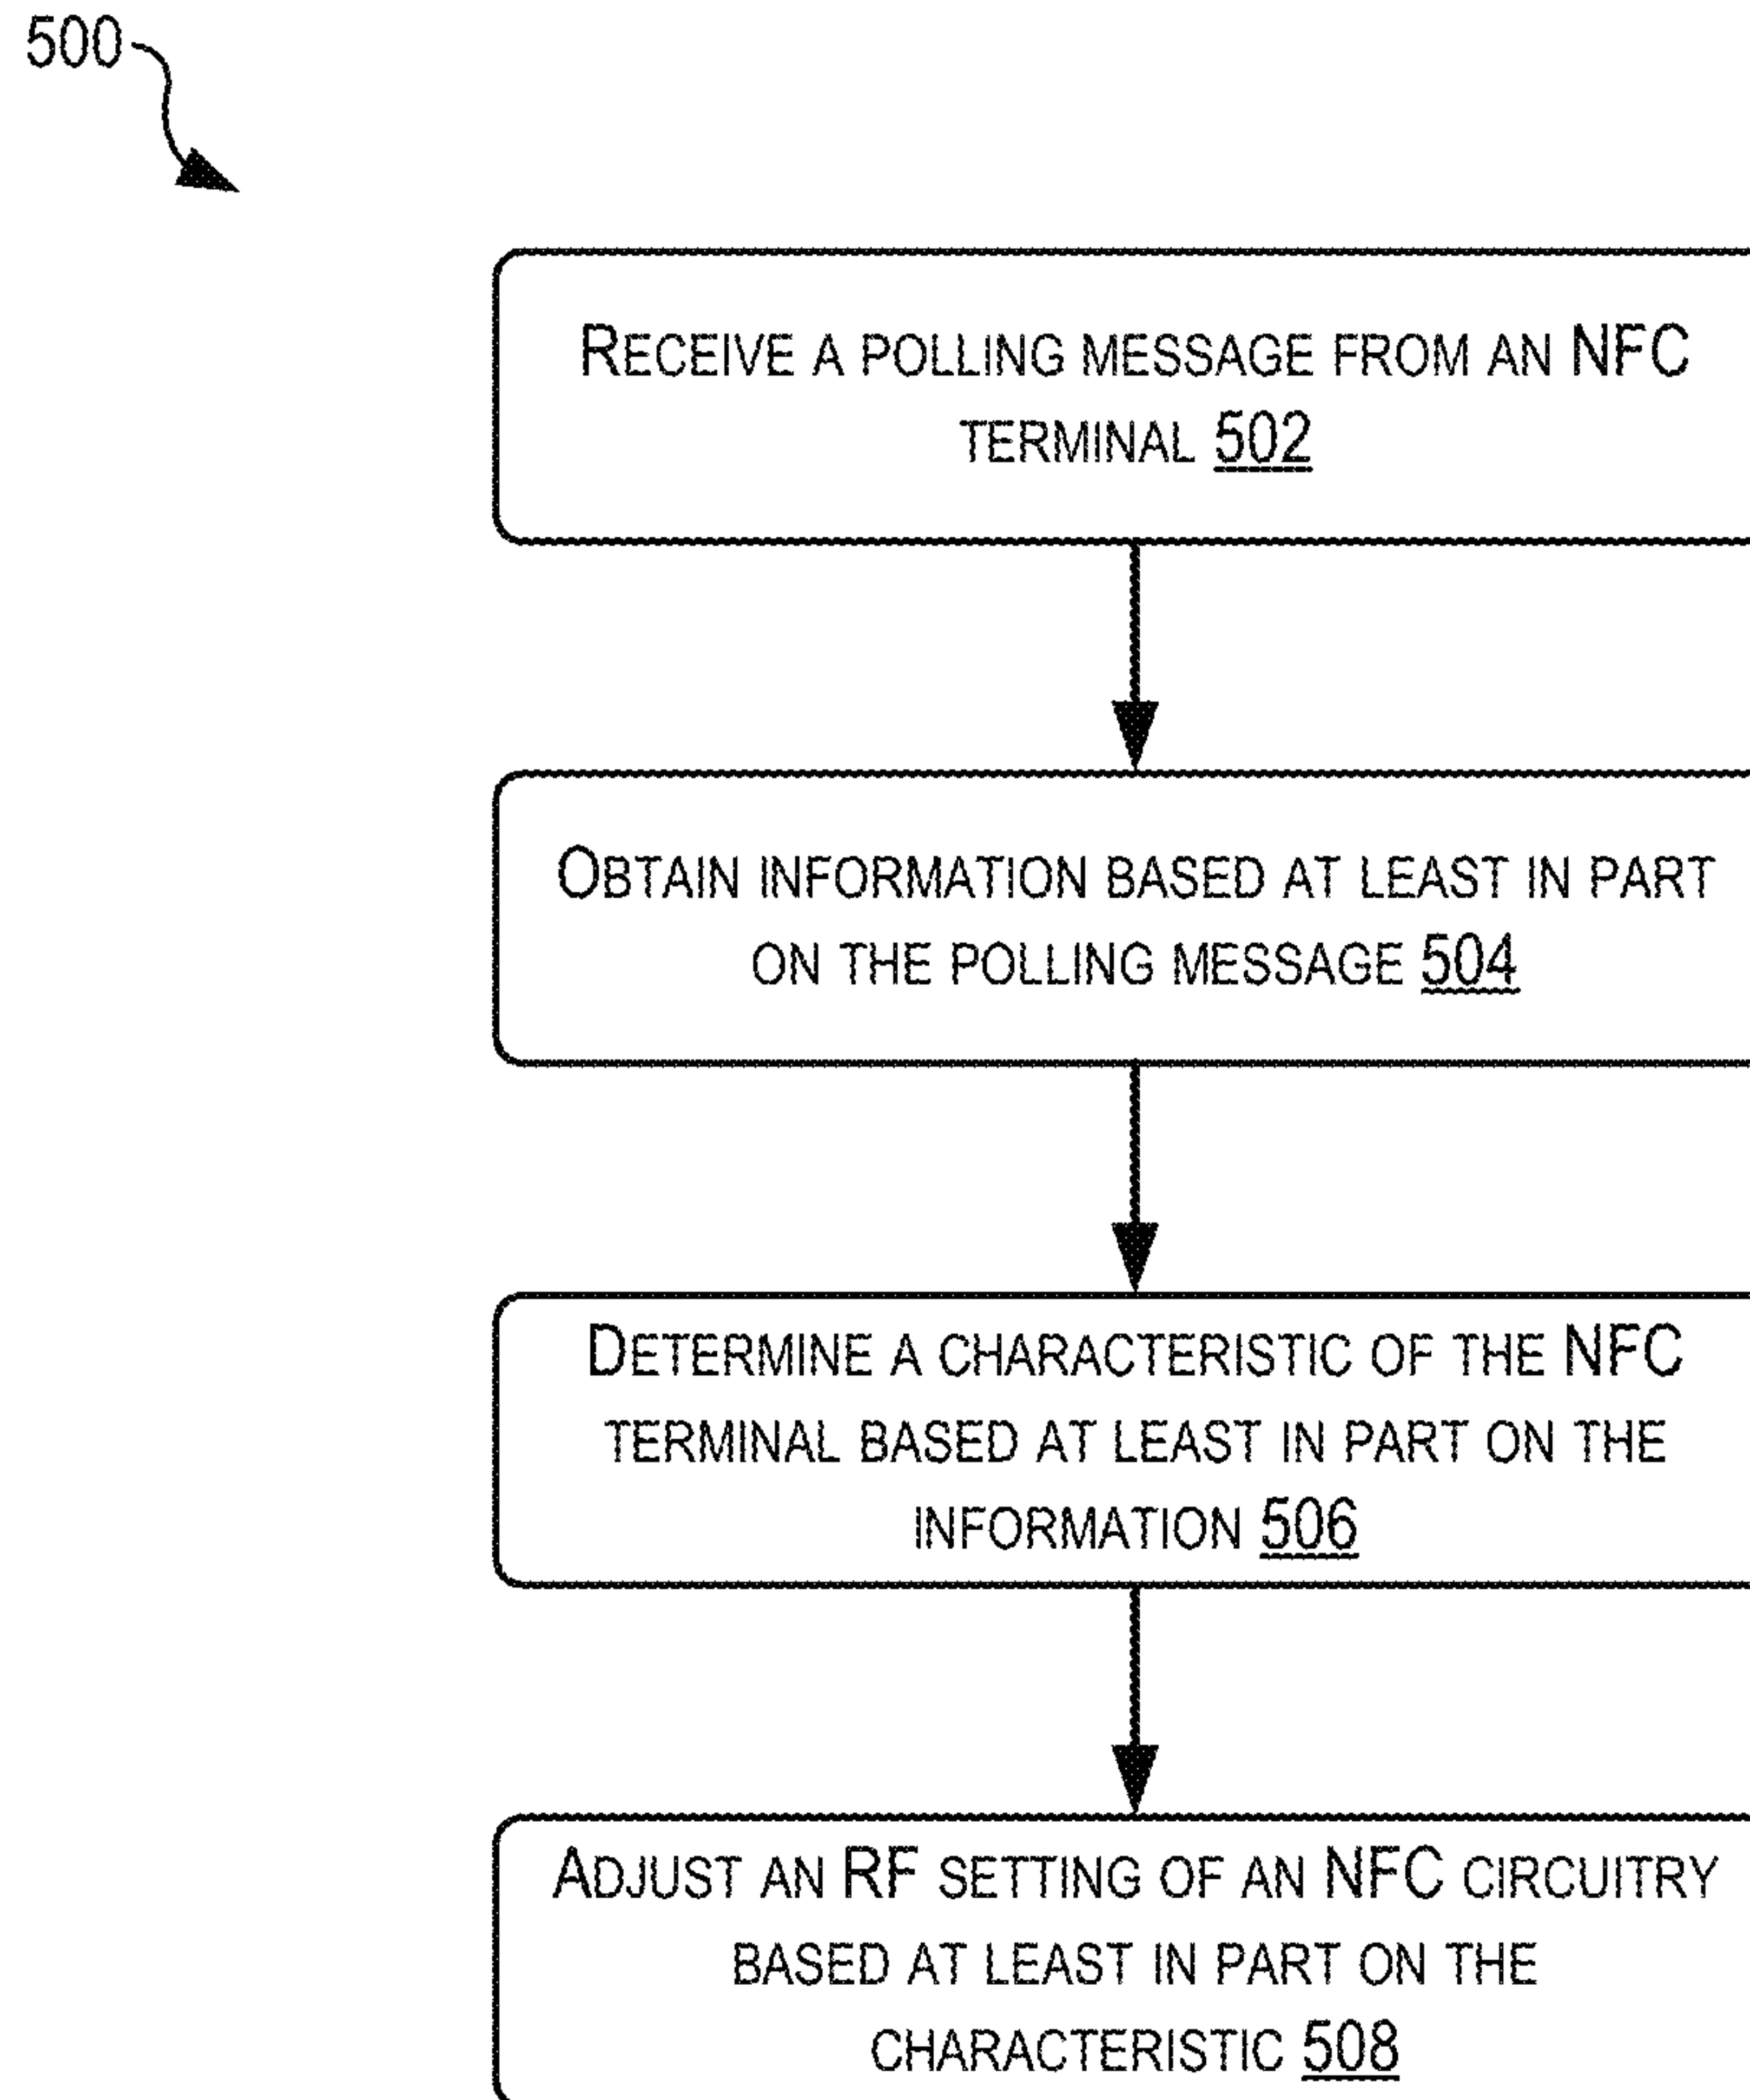 500
RECEIVE A POLLING MESSAGE FROM AN NFC
TERMINAL 502
OBTAIN INFORMATION BASED AT LEAST IN PART
ON THE POLLING MESSAGE 504
DETERMINE A CHARACTERISTIC OF THE NFC
TERMINAL BASED AT LEAST IN PART ON THE
INFORMATION 506
ADJUST AN RF SETTING OF AN NFC CIRCUITRY
BASED AT LEAST IN PART ON THE
CHARACTERISTIC 508